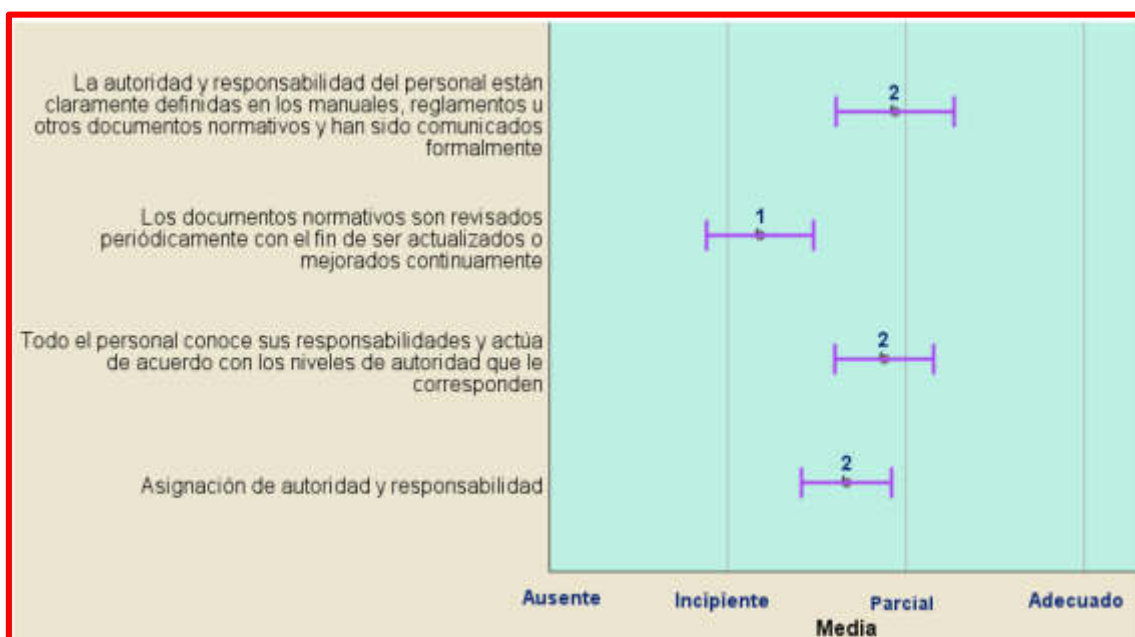 La autoridad y responsabilidad del personal están
claramente definidas en los manuales, reglamentos u
otros documentos normativos y han sido comunicados
formalmente
2
Los documentos normativos son revisados
periódicamente con el fin de ser actualizados o
mejorados continuamente
1
Todo el personal conoce sus responsabilidades y actúa
de acuerdo con los niveles de autoridad que le
corresponden
2
Asignación de autoridad y responsabilidad
2
Ausente Incipiente Parcial Adecuado
Media